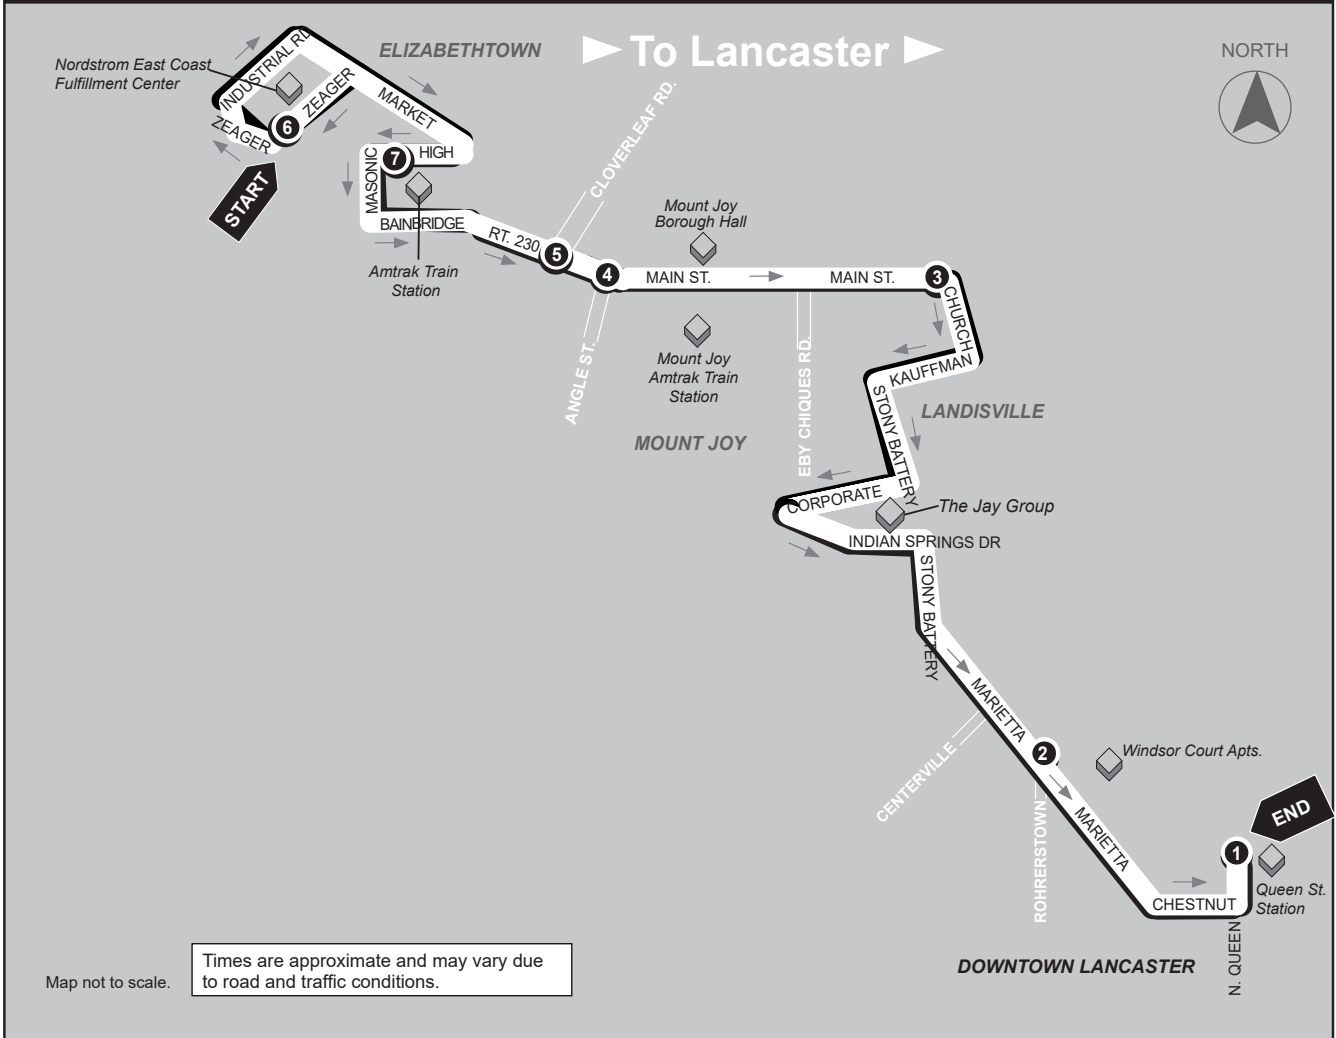 ELIZABETHTOWN
To Lancaster
NORTH
Nordstrom East Coast
Fulfillment Center
INDUSTRIAL RD
ZEAGER
ZEAGER
6
MARKET
START
CLOVERLEAF RD.
MASONIC
7
HIGH
BAINBRIDGE
RT. 230
5
4
Amtrak Train
Station
Mount Joy
Borough Hall
MAIN ST.
MAIN ST.
3
CHURCH
KAUFFMAN
ANGLE ST.
Mount Joy
Amtrak Train
Station
EBY CHIQUES RD.
STONY BATTERY
LANDISVILLE
MOUNT JOY
CORPORATE
The Jay Group
INDIAN SPRINGS DR
STONY BATTERY
MARIETTA
CENTERVILLE
2
Windsor Court Apts.
ROHRERSTOWN
MARIETTA
END
1
Queen St.
Station
CHESTNUT
N. QUEEN
DOWNTOWN LANCASTER
Map not to scale.
Times are approximate and may vary due
to road and traffic conditions.